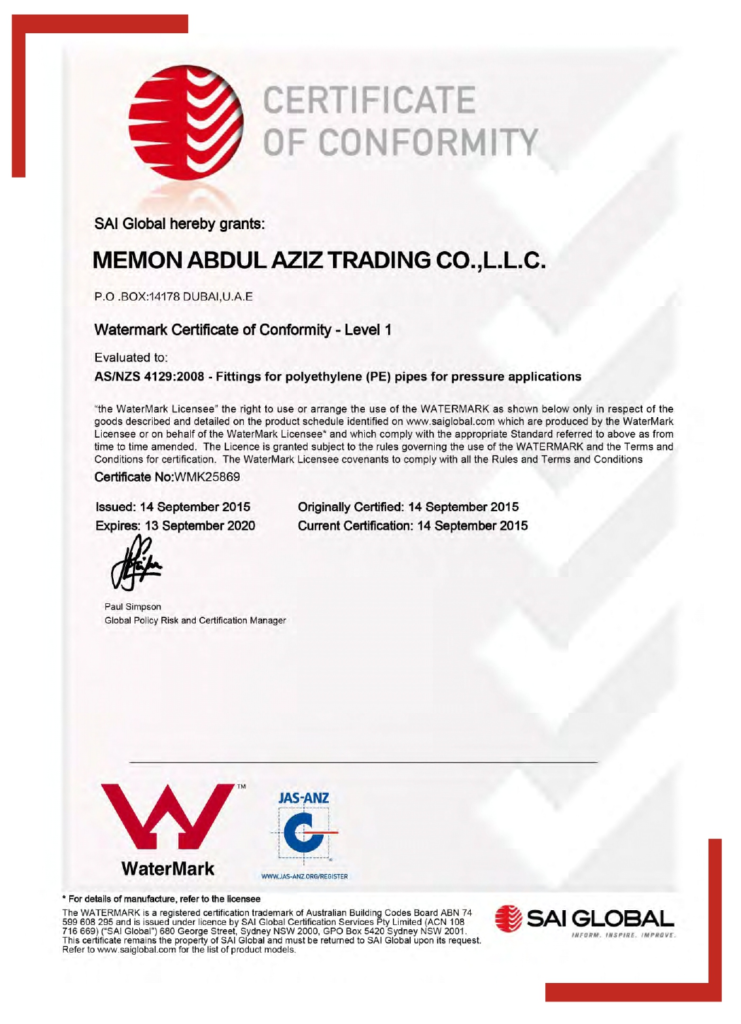 CERTIFICATE
OF CONFORMITY
SAI Global hereby grants:
MEMON ABDUL AZIZ TRADING CO.,L.L.C.
P.O .BOX:14178 DUBAI,U.A.E
Watermark Certificate of Conformity - Level 1
Evaluated to:
AS/NZS 4129:2008 - Fittings for polyethylene (PE) pipes for pressure applications
"the WaterMark Licensee" the right to use or arrange the use of the WATERMARK as shown below only in respect of the
goods described and detailed on the product schedule identified on www.saiglobal.com which are produced by the WaterMark
Licensee or on behalf of the WaterMark Licensee* and which comply with the appropriate Standard referred to above as from
time to time amended. The Licence is granted subject to the rules governing the use of the WATERMARK and the Terms and
Conditions for certification. The WaterMark Licensee covenants to comply with all the Rules and Terms and Conditions
Certificate No:WMK25869
Issued: 14 September 2015 Originally Certified: 14 September 2015
Expires: 13 September 2020 Current Certification: 14 September 2015
Paul Simpson
Global Policy Risk and Certification Manager
TM
JAS-ANZ
WaterMark
WWW.JAS-ANZ.ORG/REGISTER
* For details of manufacture, refer to the licensee
The WATERMARK is a registered certification trademark of Australian Building Codes Board ABN 74
599 608 295 and is issued under licence by SAI Global Certification Services Pty Limited (ACN 108
716 669) ("SAI Global") 680 George Street, Sydney NSW 2000, GPO Box 5420 Sydney NSW 2001.
This certificate remains the property of SAI Global and must be returned to SAI Global upon its request.
Refer to www.saiglobal.com for the list of product models.
SAI GLOBAL
INFORM. INSPIRE. IMPROVE.